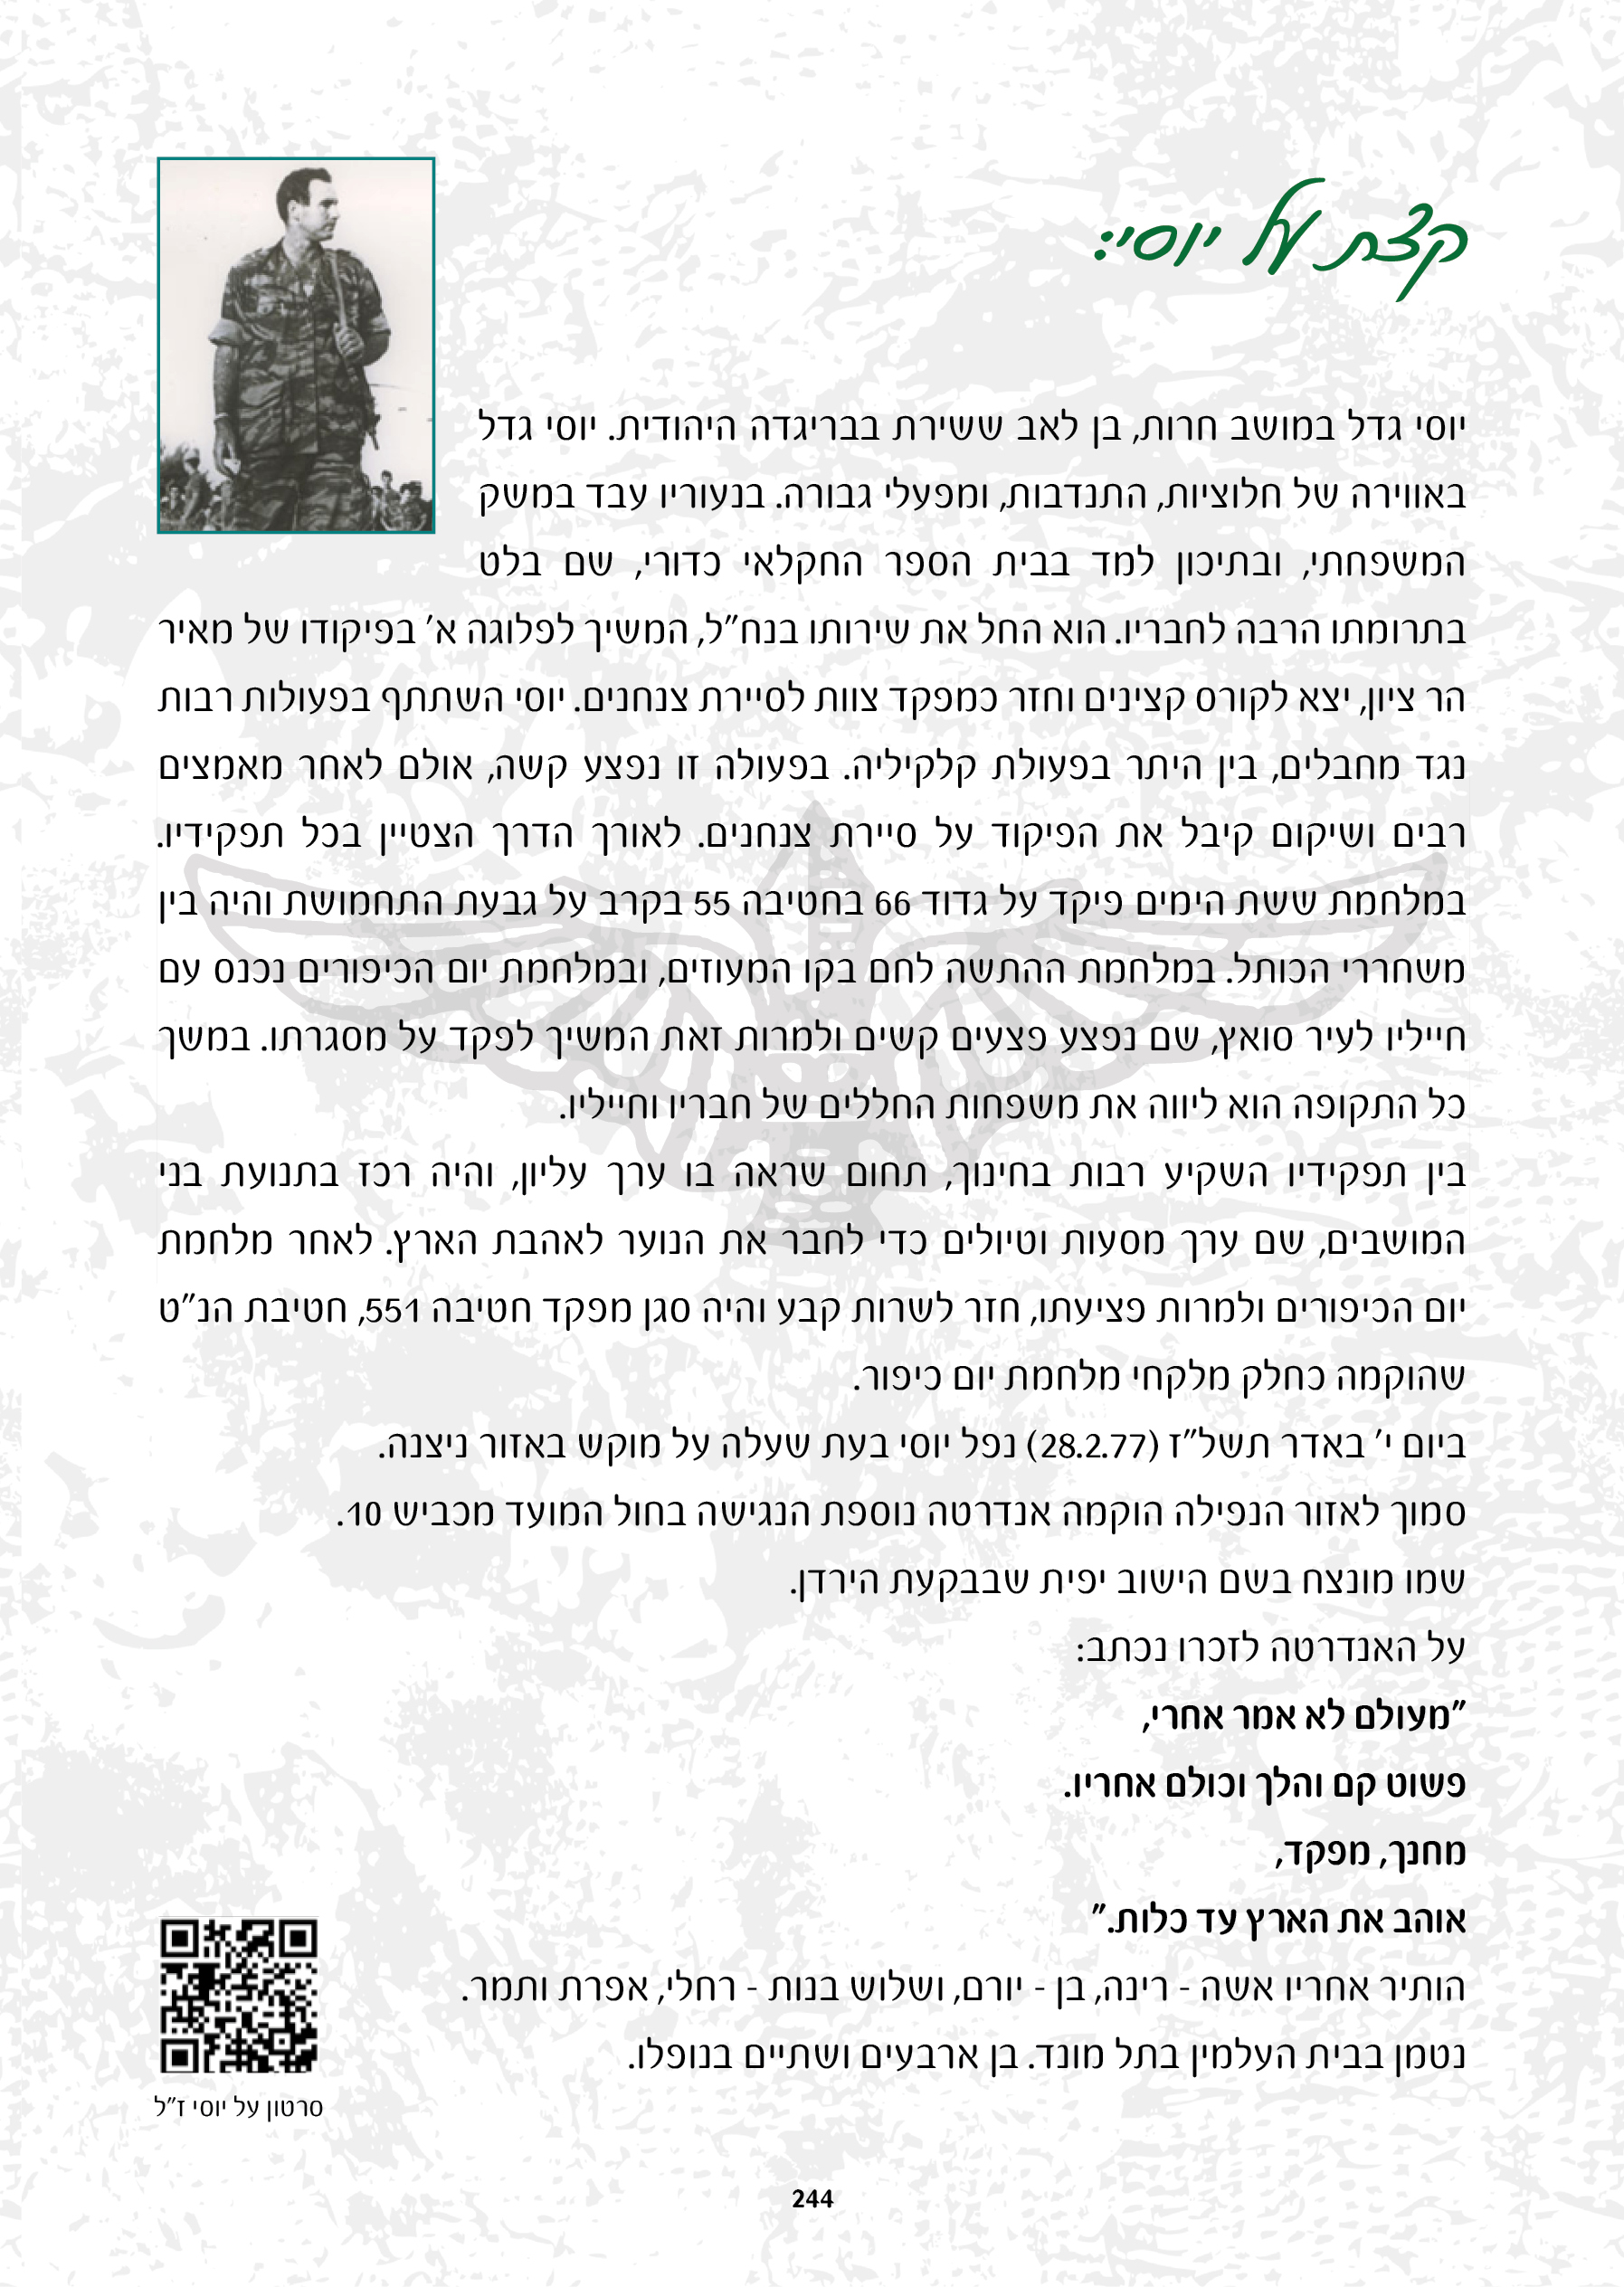 קצת על יוסי:
יוסי גדל במושב חרות, בן לאב ששירת בבריגדה היהודית. יוסי גדל
באווירה של חלוציות, התנדבות, ומפעלי גבורה. בנעוריו עבד במשק
המשפחתי, ובתיכון למד בבית הספר החקלאי כדורי, שם בלט
בתרומתו הרבה לחבריו. הוא החל את שירותו בנח"ל, המשיך לפלוגה א' בפיקודו של מאיר
הר ציון, יצא לקורס קצינים וחזר כמפקד צוות לסיירת צנחנים. יוסי השתתף בפעולות רבות
נגד מחבלים, בין היתר בפעולת קלקיליה. בפעולה זו נפצע קשה, אולם לאחר מאמצים
רבים ושיקום קיבל את הפיקוד על סיירת צנחנים. לאורך הדרך הצטיין בכל תפקידיו.
במלחמת ששת הימים פיקד על גדוד 66 בחטיבה 55 בקרב על גבעת התחמושת והיה בין
משחררי הכותל. במלחמת ההתשה לחם בקו המעוזים, ובמלחמת יום הכיפורים נכנס עם
חייליו לעיר סואץ, שם נפצע פצעים קשים ולמרות זאת המשיך לפקד על מסגרתו. במשך
כל התקופה הוא ליווה את משפחות החללים של חבריו וחייליו.
בין תפקידיו השקיע רבות בחינוך, תחום שראה בו ערך עליון, והיה רכז בתנועת בני
המושבים, שם ערך מסעות וטיולים כדי לחבר את הנוער לאהבת הארץ. לאחר מלחמת
יום הכיפורים ולמרות פציעתו, חזר לשרות קבע והיה סגן מפקד חטיבה 551, חטיבת הנ"ט
שהוקמה כחלק מלקחי מלחמת יום כיפור.
ביום י' באדר תשל"ז (28.2.77) נפל יוסי בעת שעלה על מוקש באזור ניצנה.
סמוך לאזור הנפילה הוקמה אנדרטה נוספת הנגישה בחול המועד מכביש 10.
שמו מונצח בשם הישוב יפית שבבקעת הירדן.
על האנדרטה לזכרו נכתב:
"מעולם לא אמר אחרי,
פשוט קם והלך וכולם אחריו.
מחנך, מפקד,
אוהב את הארץ עד כלות."
הותיר אחריו אשה - רינה, בן - יורם, ושלוש בנות - רחלי, אפרת ותמר.
נטמן בבית העלמין בתל מונד. בן ארבעים ושתיים בנופלו.
סרטון על יוסי ז"ל
244